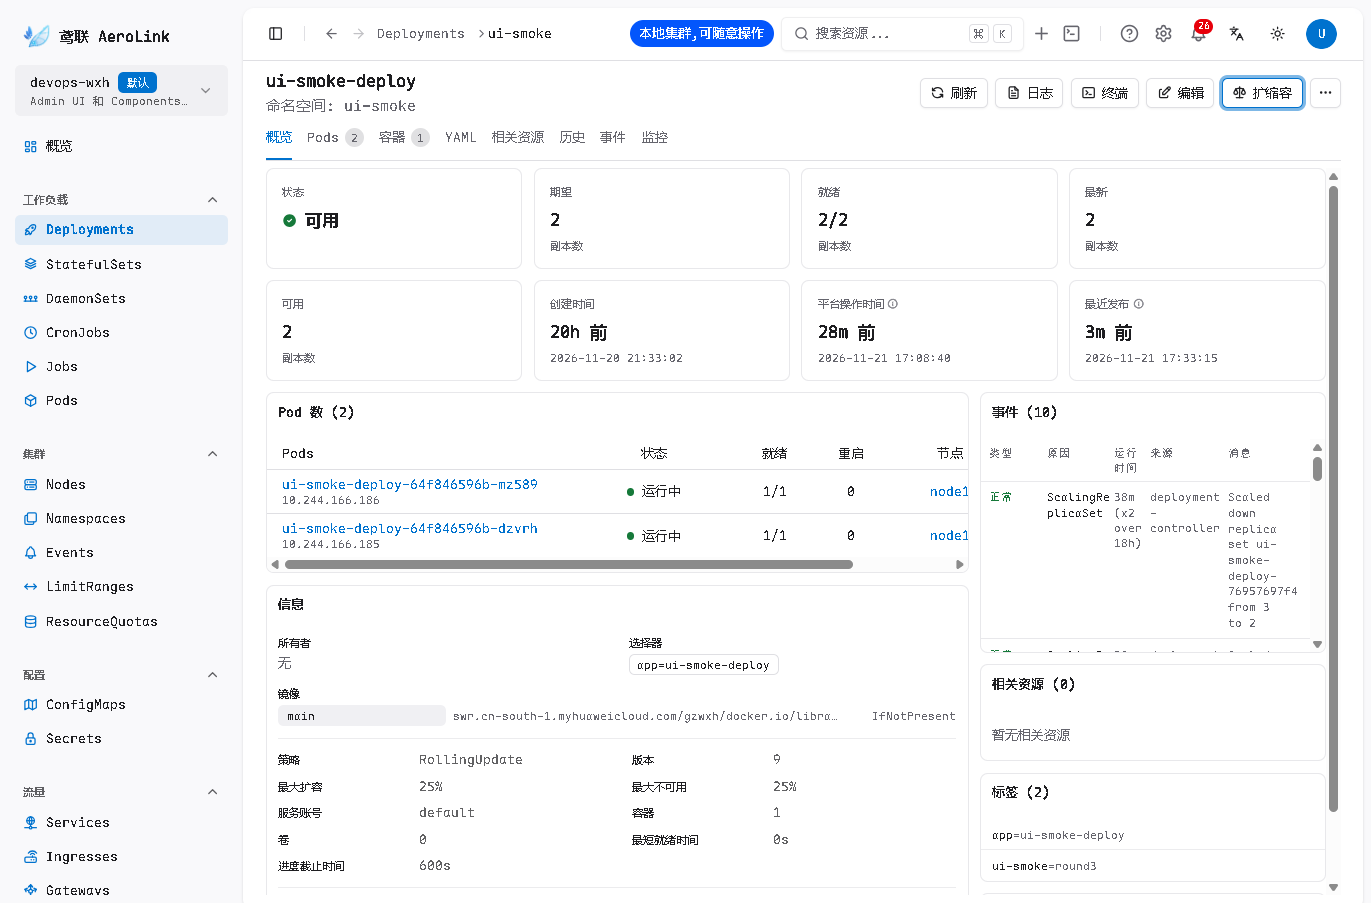 鸢联 AeroLink
devops-wxh 默认
Admin UI 和 Components…
概览
工作负载
Deployments
StatefulSets
DaemonSets
CronJobs
Jobs
Pods
集群
Nodes
Namespaces
Events
LimitRanges
ResourceQuotas
配置
ConfigMaps
Secrets
流量
Services
Ingresses
Gateways
Deployments ui-smoke
本地集群,可随意操作
搜索资源... ⌘ K
26
U
ui-smoke-deploy
命名空间: ui-smoke
刷新 日志 终端 编辑 扩缩容
概览 Pods 2 容器 1 YAML 相关资源 历史 事件 监控
状态
可用
期望
2
副本数
就绪
2/2
副本数
最新
2
副本数
可用
2
副本数
创建时间
20h 前
2026-11-20 21:33:02
平台操作时间
28m 前
2026-11-21 17:08:40
最近发布
3m 前
2026-11-21 17:33:15
Pod 数 (2)
Pods 状态 就绪 重启 节点
ui-smoke-deploy-64f846596b-mz589 运行中 1/1 0 node1
10.244.166.186
ui-smoke-deploy-64f846596b-dzvrh 运行中 1/1 0 node1
10.244.166.185
信息
所有者
无
选择器
app=ui-smoke-deploy
镜像
main swr.cn-south-1.myhuaweicloud.com/gzwxh/docker.io/libra… IfNotPresent
策略 RollingUpdate 版本 9
最大扩容 25% 最大不可用 25%
服务账号 default 容器 1
卷 0 最短就绪时间 0s
进度截止时间 600s
事件 (10)
类型 原因 运行时间 来源 消息
正常
ScalingRe
plicaSet
38m
(x2
over
18h)
deployment
-
controller
Scaled
down
replica
set ui-
smoke-
deploy-
76957697f4
from 3
to 2
相关资源 (0)
暂无相关资源
标签 (2)
app=ui-smoke-deploy
ui-smoke=round3